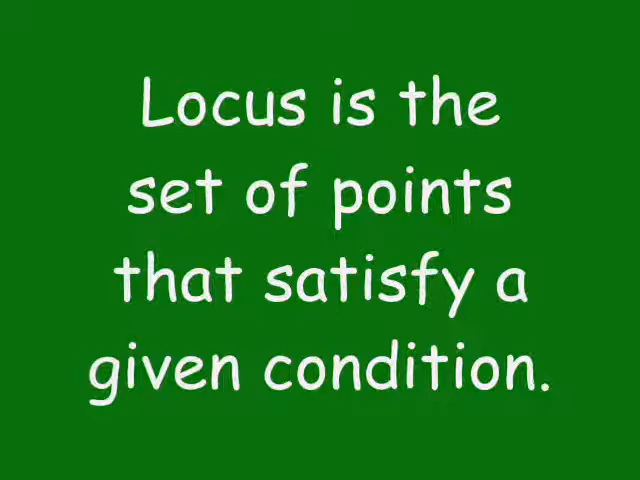 Locus is the
set of points
that satisfy a
given condition.